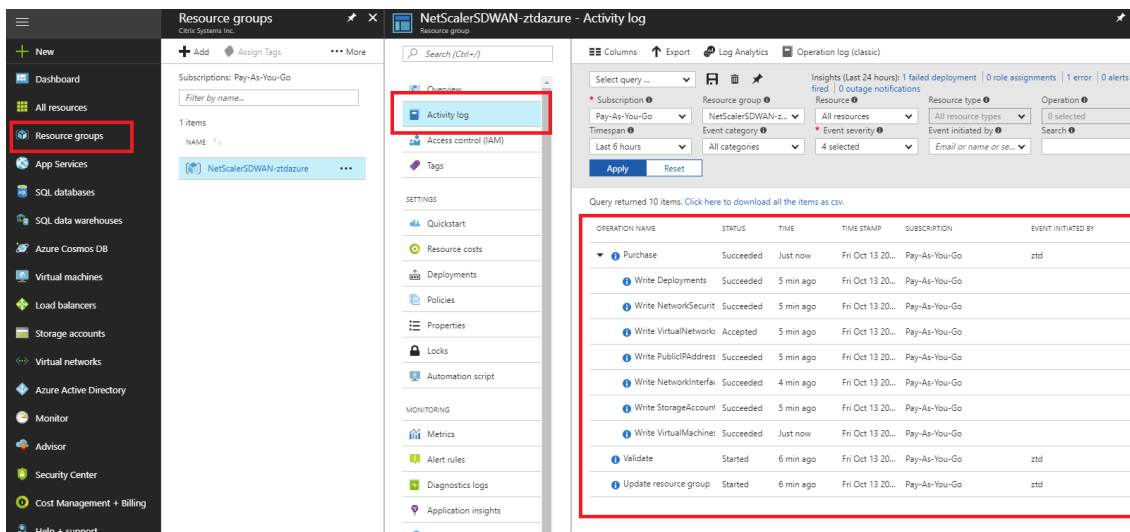 Resource groups
Citrix Systems Inc.
NetScalerSDWAN-ztdazure - Activity log
Resource group
New
Dashboard
All resources
Resource groups
App Services
SQL databases
SQL data warehouses
Azure Cosmos DB
Virtual machines
Load balancers
Storage accounts
Virtual networks
Azure Active Directory
Monitor
Advisor
Security Center
Cost Management + Billing
Help + support
Add Assign Tags ••• More
Subscriptions: Pay-As-You-Go
Filter by name...
1 items
NAME
NetScalerSDWAN-ztdazure •••
Search (Ctrl+/)
Overview
Activity log
Access control (IAM)
Tags
SETTINGS
Quickstart
Resource costs
Deployments
Policies
Properties
Locks
Automation script
MONITORING
Metrics
Alert rules
Diagnostics logs
Application insights
Columns Export Log Analytics Operation log (classic)
Select query ...
Insights (Last 24 hours): 1 failed deployment | 0 role assignments | 1 error | 0 alerts
fired | 0 outage notifications
* Subscription Resource group Resource Resource type Operation
Pay-As-You-Go NetScalerSDWAN-z... All resources All resource types 0 selected
Timespan Event category * Event severity Event initiated by Search
Last 6 hours All categories 4 selected Email or name or se...
Apply Reset
Query returned 10 items. Click here to download all the items as csv.
OPERATION NAME STATUS TIME TIME STAMP SUBSCRIPTION EVENT INITIATED BY
Purchase Succeeded Just now Fri Oct 13 20... Pay-As-You-Go ztd
Write Deployments Succeeded 5 min ago Fri Oct 13 20... Pay-As-You-Go
Write NetworkSecurit Succeeded 5 min ago Fri Oct 13 20... Pay-As-You-Go
Write VirtualNetworks Accepted 5 min ago Fri Oct 13 20... Pay-As-You-Go
Write PublicIPAddress Succeeded 5 min ago Fri Oct 13 20... Pay-As-You-Go
Write NetworkInterfac Succeeded 4 min ago Fri Oct 13 20... Pay-As-You-Go
Write StorageAccount Succeeded 5 min ago Fri Oct 13 20... Pay-As-You-Go
Write VirtualMachines Succeeded Just now Fri Oct 13 20... Pay-As-You-Go
Validate Started 6 min ago Fri Oct 13 20... Pay-As-You-Go ztd
Update resource group Started 6 min ago Fri Oct 13 20... Pay-As-You-Go ztd